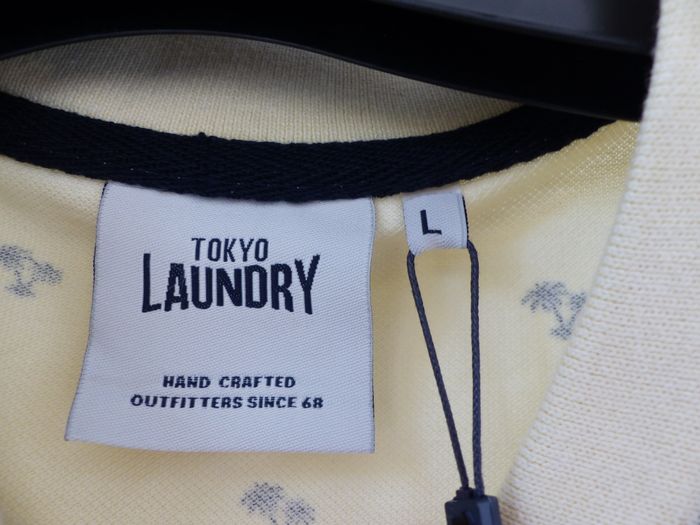 TOKYO
LAUNDRY
HAND CRAFTED
OUTFITTERS SINCE 68
L